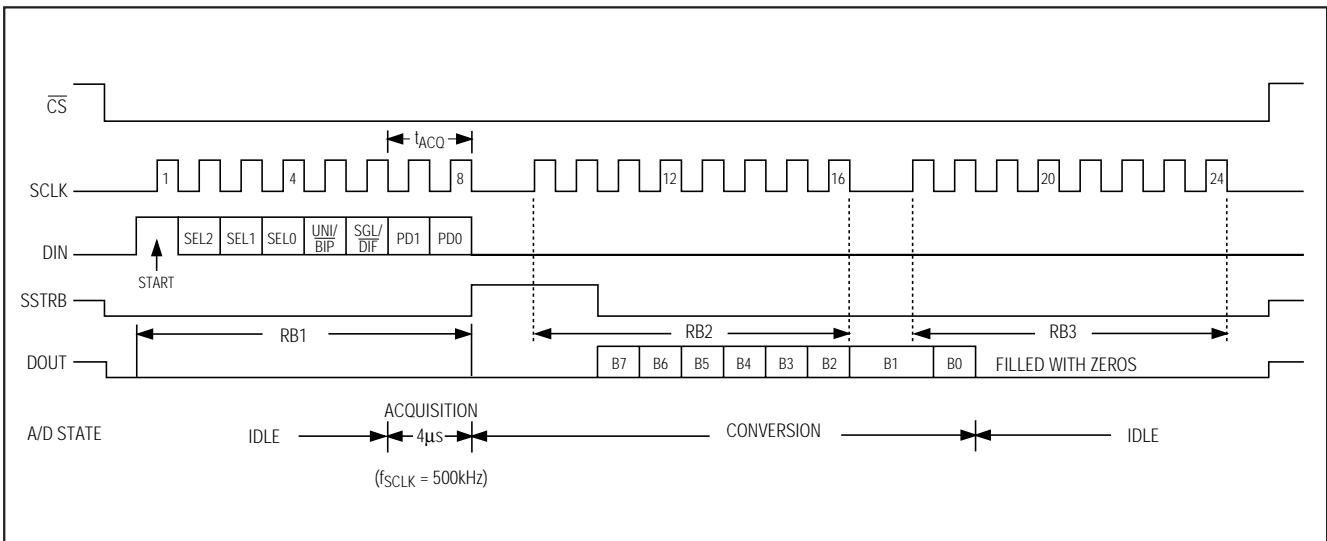 CS
tACQ
SCLK 1 4 8 12 16 20 24
DIN SEL2 SEL1 SEL0 UNI/BIP SGL/DIF PD1 PD0
START
SSTRB
RB1 RB2 RB3
DOUT B7 B6 B5 B4 B3 B2 B1 B0 FILLED WITH ZEROS
A/D STATE IDLE ACQUISITION 4µs CONVERSION IDLE
(fSCLK = 500kHz)